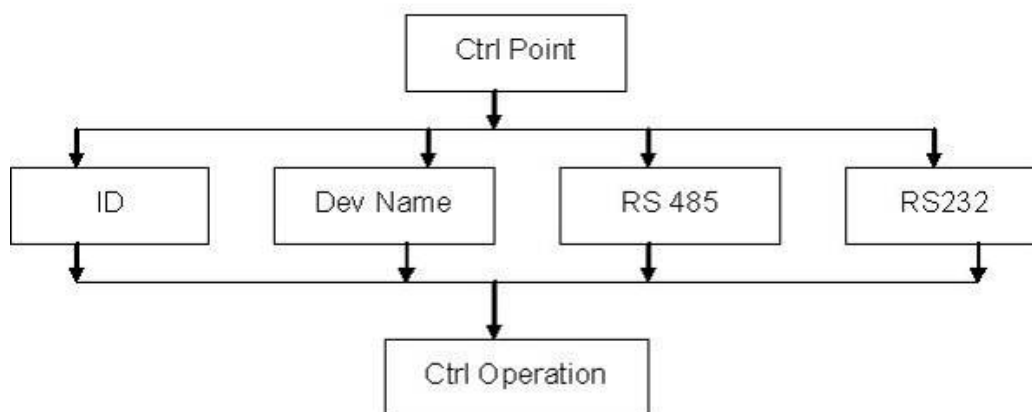 Ctrl Point
ID
Dev Name
RS 485
RS232
Ctrl Operation